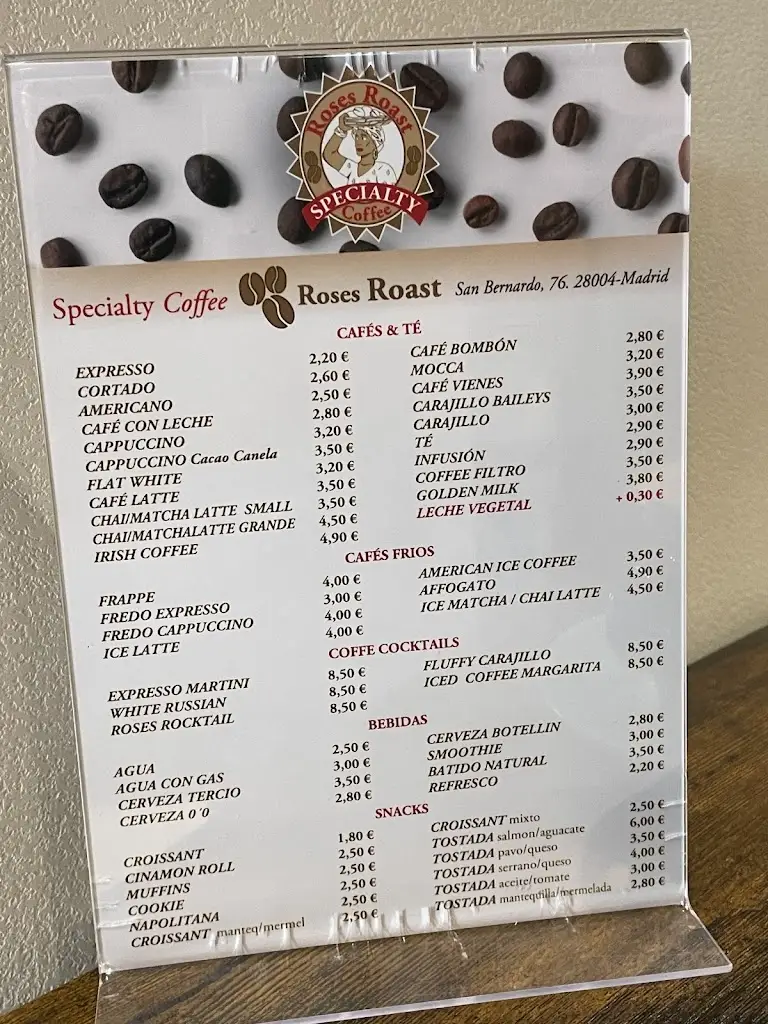 Roses Roast
SPECIALTY
Coffee
Specialty Coffee Roses Roast San Bernardo, 76. 28004-Madrid
CAFÉS & TÉ
EXPRESSO 2,20 €
CORTADO 2,60 €
AMERICANO 2,50 €
CAFÉ CON LECHE 2,80 €
CAPPUCCINO 3,20 €
CAPPUCCINO Cacao Canela 3,50 €
FLAT WHITE 3,20 €
CAFÉ LATTE 3,50 €
CHAI/MATCHA LATTE SMALL 3,50 €
CHAI/MATCHALATTE GRANDE 4,50 €
IRISH COFFEE 4,90 €
CAFÉ BOMBÓN 2,80 €
MOCCA 3,20 €
CAFÉ VIENES 3,90 €
CARAJILLO BAILEYS 3,50 €
CARAJILLO 3,00 €
TÉ 2,90 €
INFUSIÓN 2,90 €
COFFEE FILTRO 3,50 €
GOLDEN MILK 3,80 €
LECHE VEGETAL + 0,30 €
CAFÉS FRIOS
FRAPPE 4,00 €
FREDO EXPRESSO 3,00 €
FREDO CAPPUCCINO 4,00 €
ICE LATTE 4,00 €
AMERICAN ICE COFFEE 3,50 €
AFFOGATO 4,90 €
ICE MATCHA / CHAI LATTE 4,50 €
COFFE COCKTAILS
EXPRESSO MARTINI 8,50 €
WHITE RUSSIAN 8,50 €
ROSES ROCKTAIL 8,50 €
FLUFFY CARAJILLO 8,50 €
ICED COFFEE MARGARITA 8,50 €
BEBIDAS
AGUA 2,50 €
AGUA CON GAS 3,00 €
CERVEZA TERCIO 3,50 €
CERVEZA 0´0 2,80 €
CERVEZA BOTELLIN 2,80 €
SMOOTHIE 3,00 €
BATIDO NATURAL 3,50 €
REFRESCO 2,20 €
SNACKS
CROISSANT 1,80 €
CINAMON ROLL 2,50 €
MUFFINS 2,50 €
COOKIE 2,50 €
NAPOLITANA 2,50 €
CROISSANT manteq/mermel 2,50 €
CROISSANT mixto 2,50 €
TOSTADA salmon/aguacate 6,00 €
TOSTADA pavo/queso 3,50 €
TOSTADA serrano/queso 4,00 €
TOSTADA aceite/tomate 3,00 €
TOSTADA mantequilla/mermelada 2,80 €